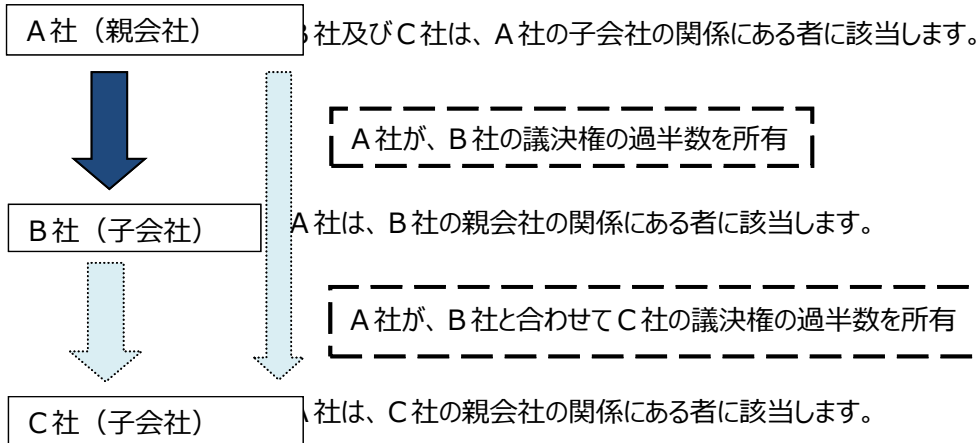 A社（親会社）
B社及びC社は、A社の子会社の関係にある者に該当します。
A社が、B社の議決権の過半数を所有
B社（子会社）
A社は、B社の親会社の関係にある者に該当します。
A社が、B社と合わせてC社の議決権の過半数を所有
C社（子会社）
A社は、C社の親会社の関係にある者に該当します。